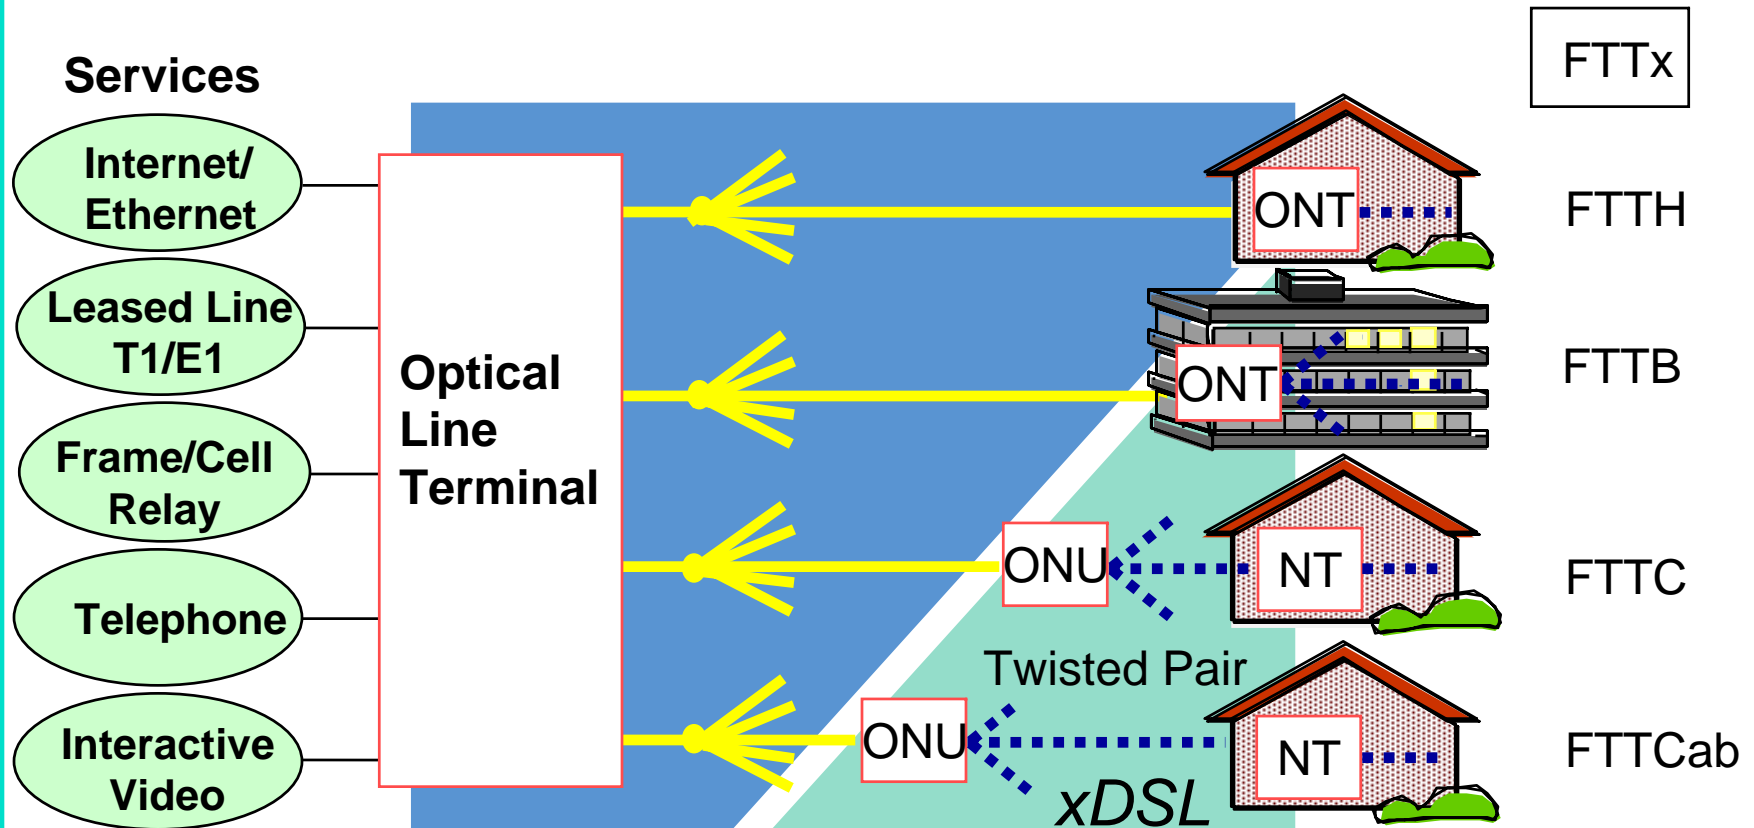 FTTx
Services
Internet/
Ethernet
Leased Line
T1/E1
Frame/Cell
Relay
Telephone
Interactive
Video
Optical
Line
Terminal
ONT
FTTH
ONT
FTTB
ONU
NT
FTTC
Twisted Pair
ONU
NT
FTTCab
xDSL